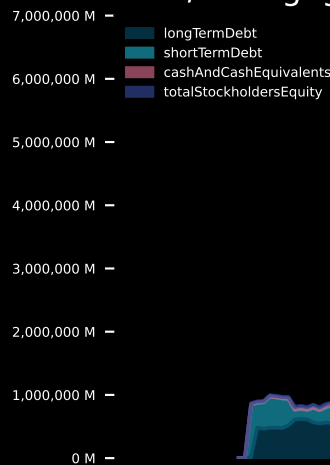 7,000,000 M
longTermDebt
shortTermDebt
6,000,000 M
cashAndCashEquivalents
totalStockholdersEquity
5,000,000 M
4,000,000 M
3,000,000 M
2,000,000 M
1,000,000 M
0 M